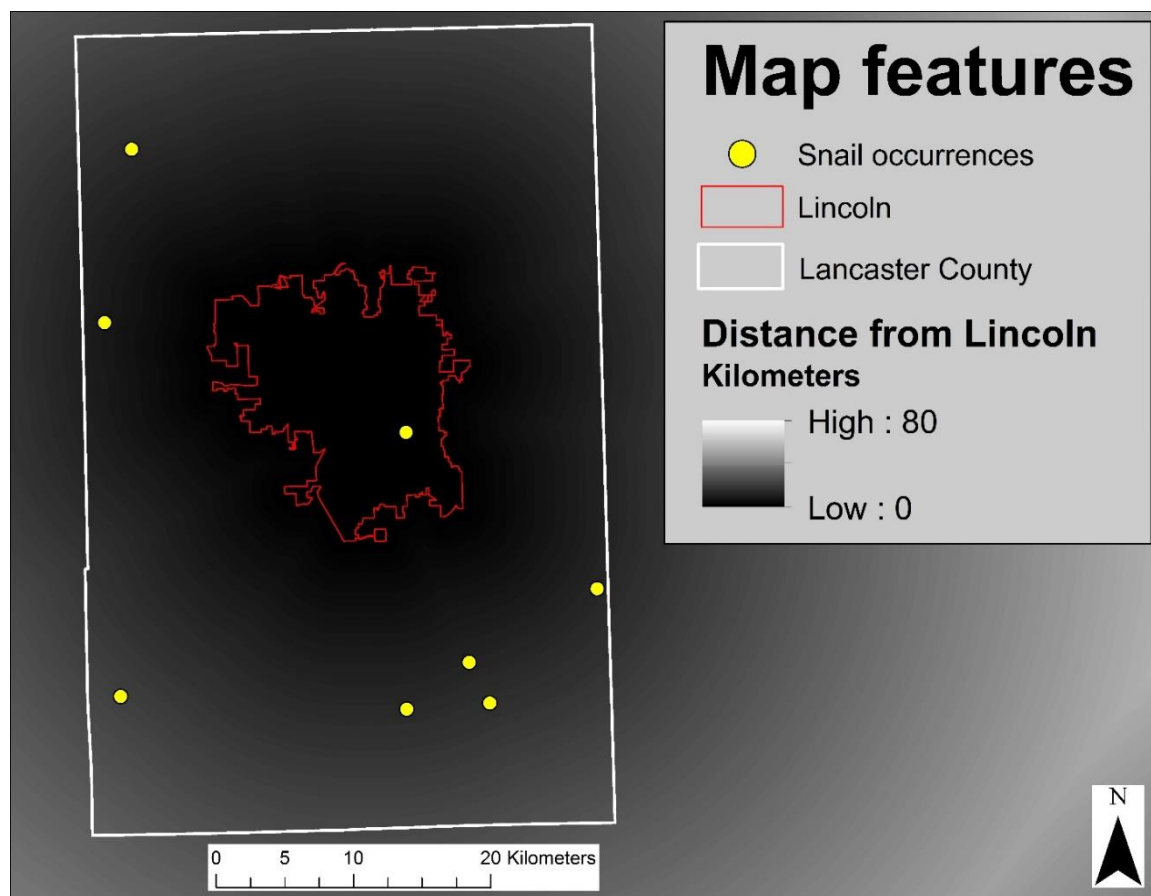 Map features
Snail occurrences
Lincoln
Lancaster County
Distance from Lincoln
Kilometers
High : 80
Low : 0
N
0 5 10 20 Kilometers